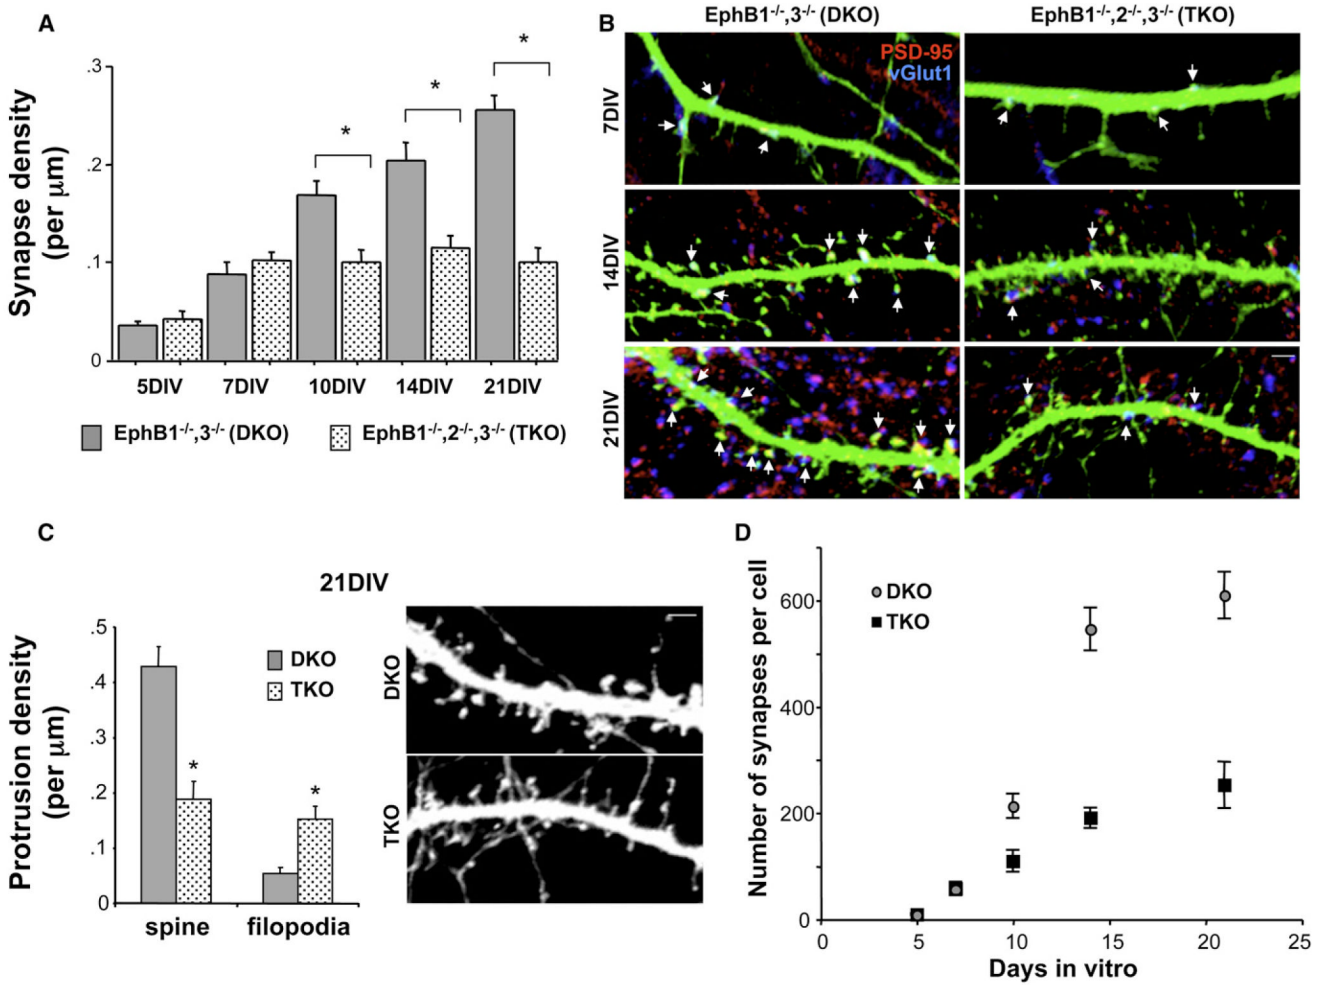 A
Synapse density
(per μm)
.3
.2
.1
0
*
*
*
5DIV 7DIV 10DIV 14DIV 21DIV
EphB1-/-,3-/- (DKO)
EphB1-/-,2-/-,3-/- (TKO)
B
EphB1-/-,3-/- (DKO)
EphB1-/-,2-/-,3-/- (TKO)
PSD-95
vGlut1
7DIV
14DIV
21DIV
C
21DIV
Protrusion density
(per μm)
.5
.4
.3
.2
.1
0
DKO
TKO
*
*
spine filopodia
DKO
TKO
D
Number of synapses per cell
600
400
200
0
DKO
TKO
0 5 10 15 20 25
Days in vitro